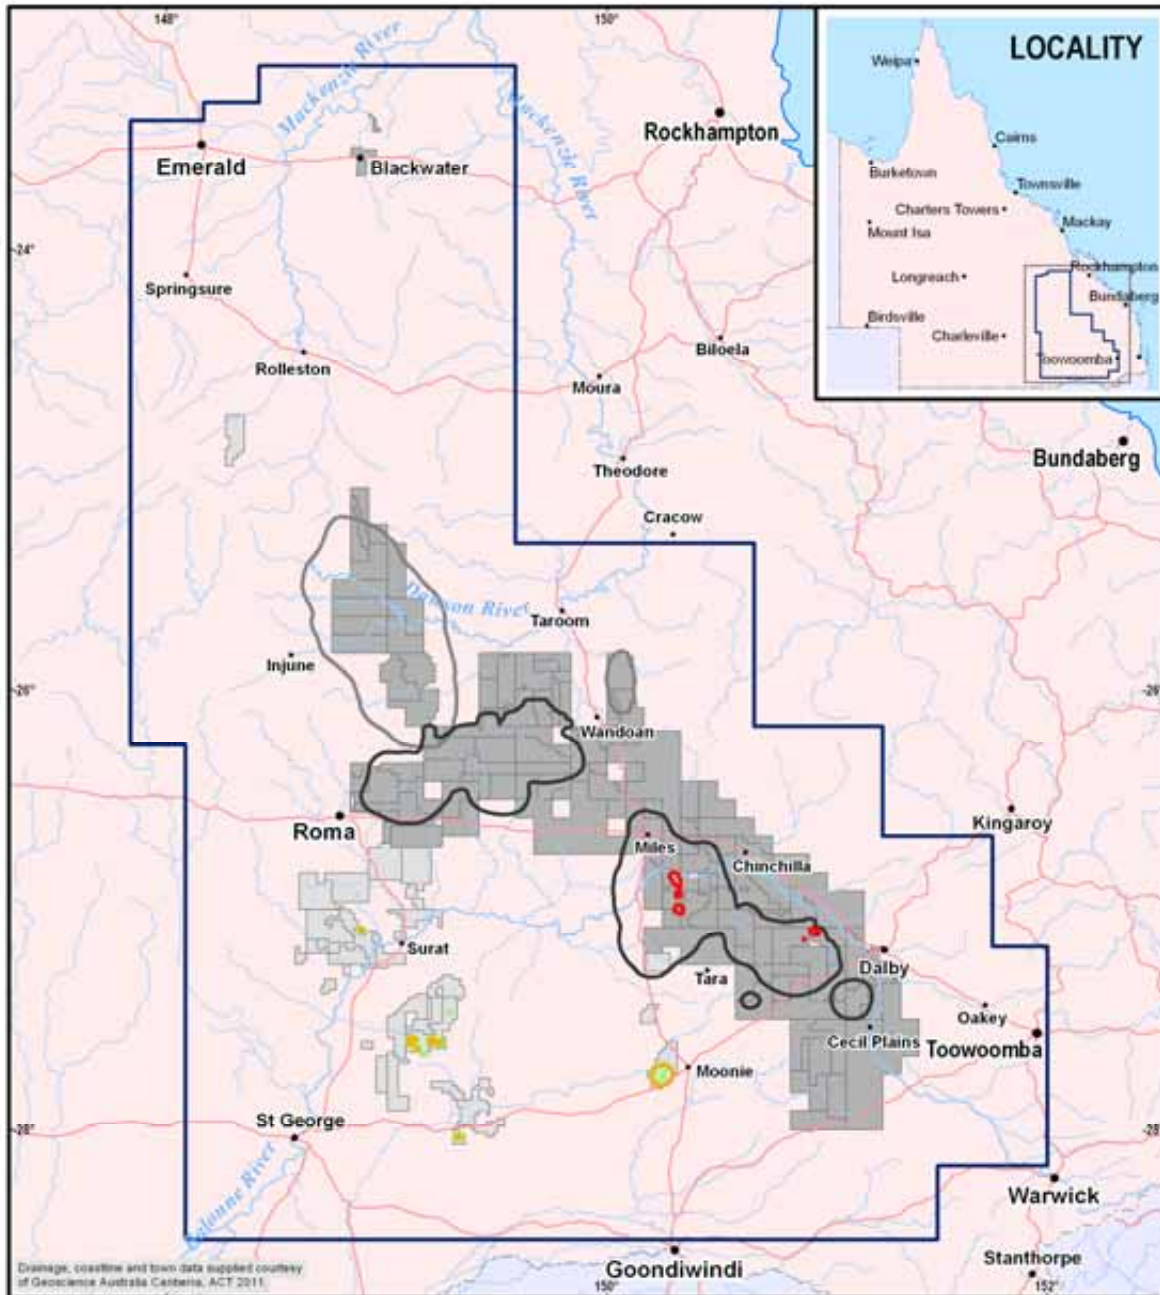 148°
150°
LOCALITY
Weipa
Cairns
Burketown
Townsville
Charters Towers
Mount Isa
Mackay
Longreach
Rockhampton
Bundaberg
Birdsville
Charleville
Toowoomba
Mackenzie River
Mackenzie River
Rockhampton
Emerald
Blackwater
-24°
Springsure
Rolleston
Biloela
Moura
Bundaberg
Theodore
Cracow
Dawson River
Taroom
Injune
-26°
-26°
Wandoan
Roma
Kingaroy
Miles
Chinchilla
Surat
Dalby
Tara
Oakey
Cecil Plains
Toowoomba
Moonie
St George
-28°
-28°
Balonne River
Warwick
Stanthorpe
Goondiwindi
Drainage, coastline and town data supplied courtesy
of Geoscience Australia Canberra, ACT 2011.
150°
152°